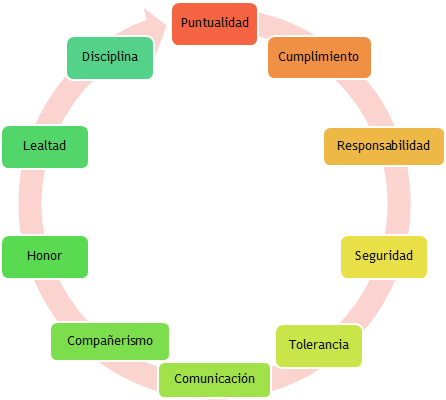 Puntualidad
Cumplimiento
Responsabilidad
Seguridad
Tolerancia
Comunicación
Compañerismo
Honor
Lealtad
Disciplina